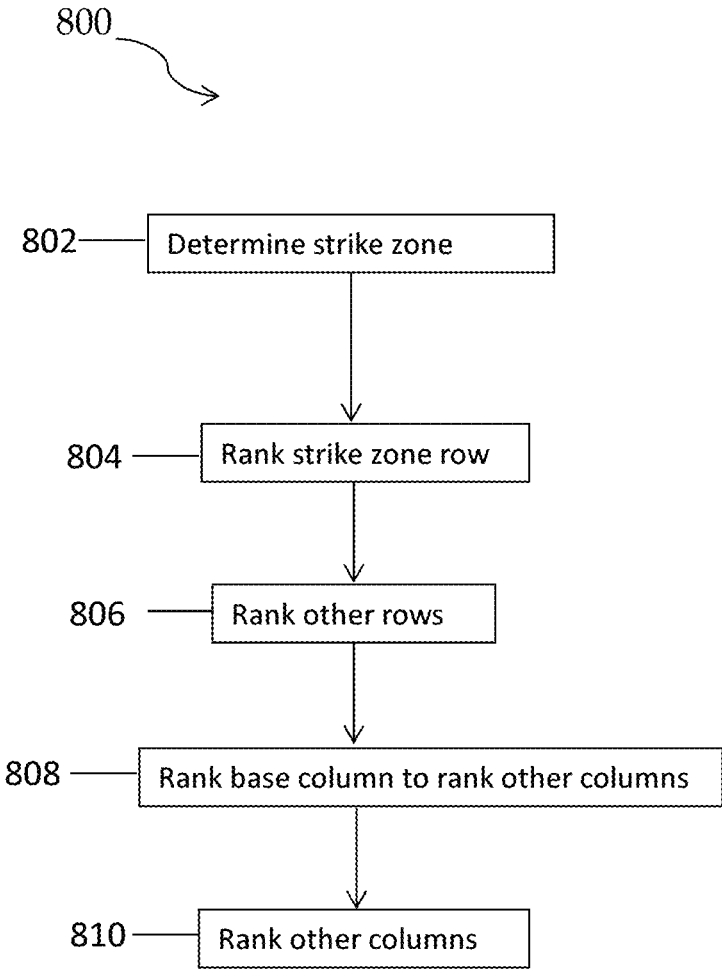 800
802 Determine strike zone
804 Rank strike zone row
806 Rank other rows
808 Rank base column to rank other columns
810 Rank other columns